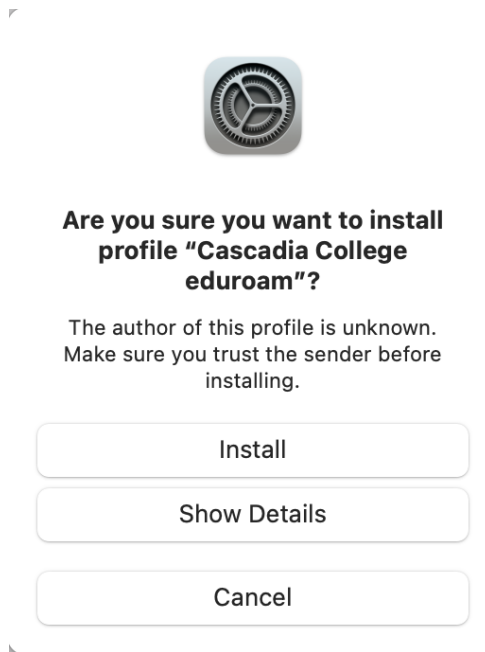 Are you sure you want to install
profile “Cascadia College
eduroam”?
The author of this profile is unknown.
Make sure you trust the sender before
installing.
Install
Show Details
Cancel